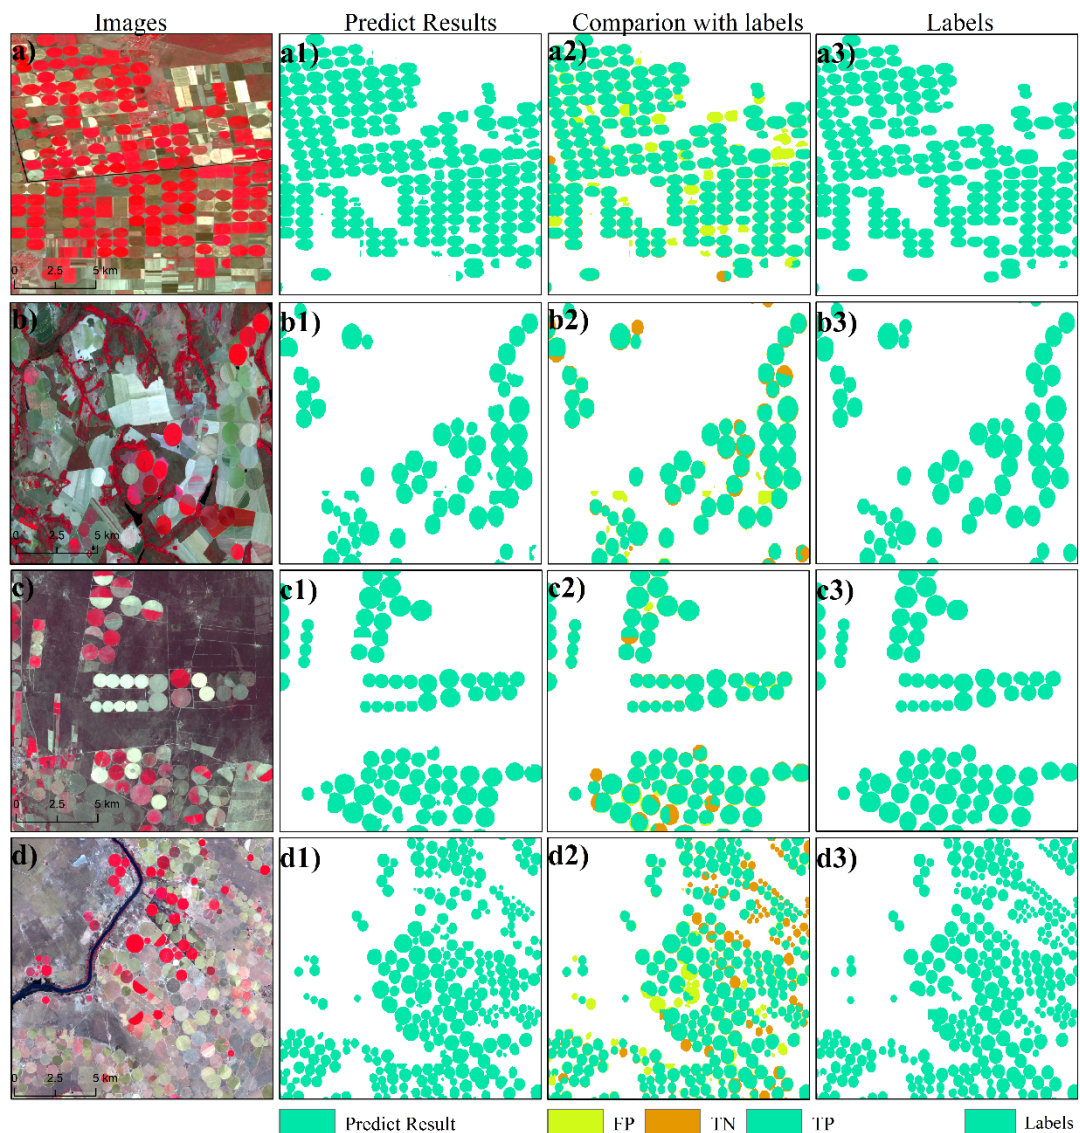 Images Predict Results Comparion with labels Labels
a) a1) a2) a3)
0 2.5 5 km
b) b1) b2) b3)
0 2.5 5 km
c) c1) c2) c3)
0 2.5 5 km
d) d1) d2) d3)
0 2.5 5 km
Predict Result FP TN TP Labels